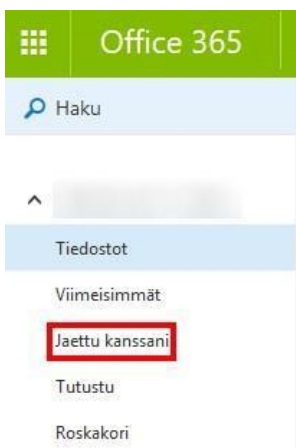 Office 365
Haku
Tiedostot
Viimeisimmät
Jaettu kanssani
Tutustu
Roskakori